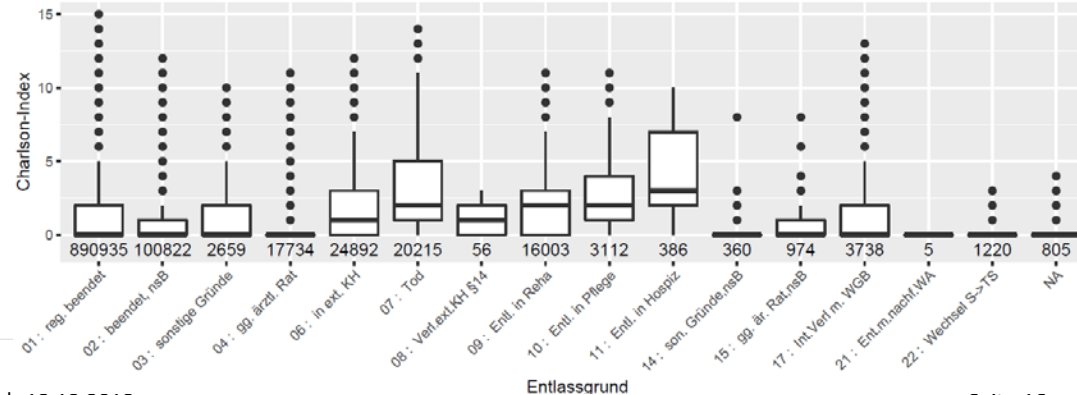 15
10
5
0
Charlson-Index
890935 100822 2659 17734 24892 20215 56 16003 3112 386 360 974 3738 5 1220 805
01 : reg. beendet
02 : beendet, nsB
03 : sonstige Gründe
04 : gg. ärztl. Rat
06 : in ext. KH
07 : Tod
08 : Verl.ext.KH §14
09 : Entl. in Reha
10 : Entl. in Pflege
11 : Entl. in Hospiz
14 : son. Gründe,nsB
15 : gg. är. Rat,nsB
17 : Int.Verl m. WGB
21 : Ent.m.nachf.WA
22 : Wechsel S->TS
NA
Entlassgrund